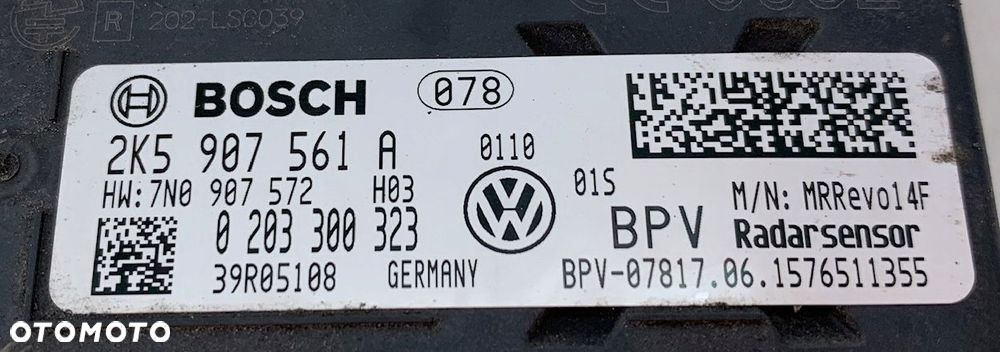 R 202-LSC039
BOSCH 078
2K5 907 561 A 0110
HW:7N0 907 572 H03 01S M/N: MRRevo14F
0 203 300 323 BPV Radarsensor
39R05108 GERMANY BPV-07817.06.1576511355
OTOMOTO